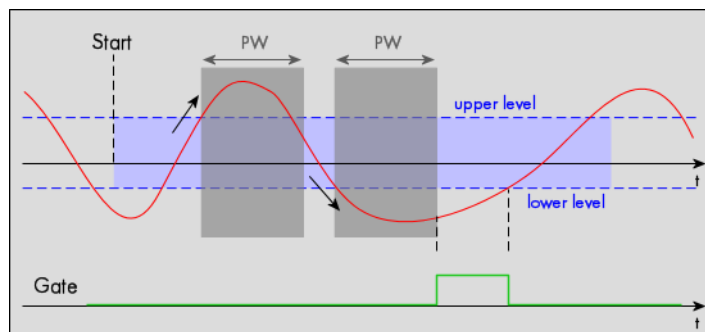 Start
PW
PW
upper level
t
lower level
Gate
t